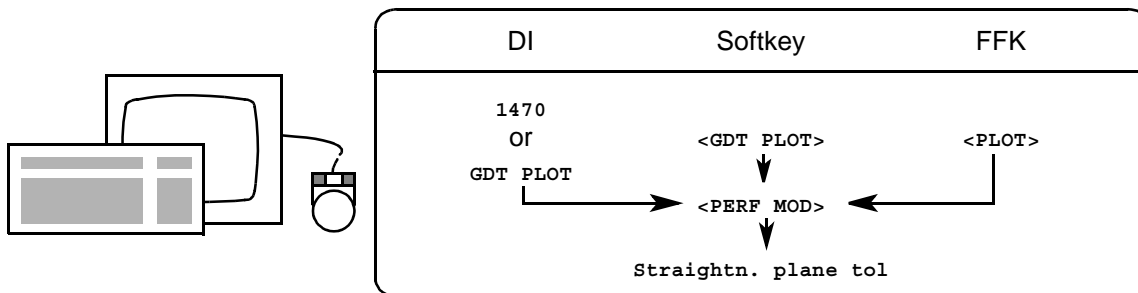 DI Softkey FFK
1470
or
GDT PLOT
<GDT PLOT>
<PLOT>
<PERF MOD>
Straightn. plane tol